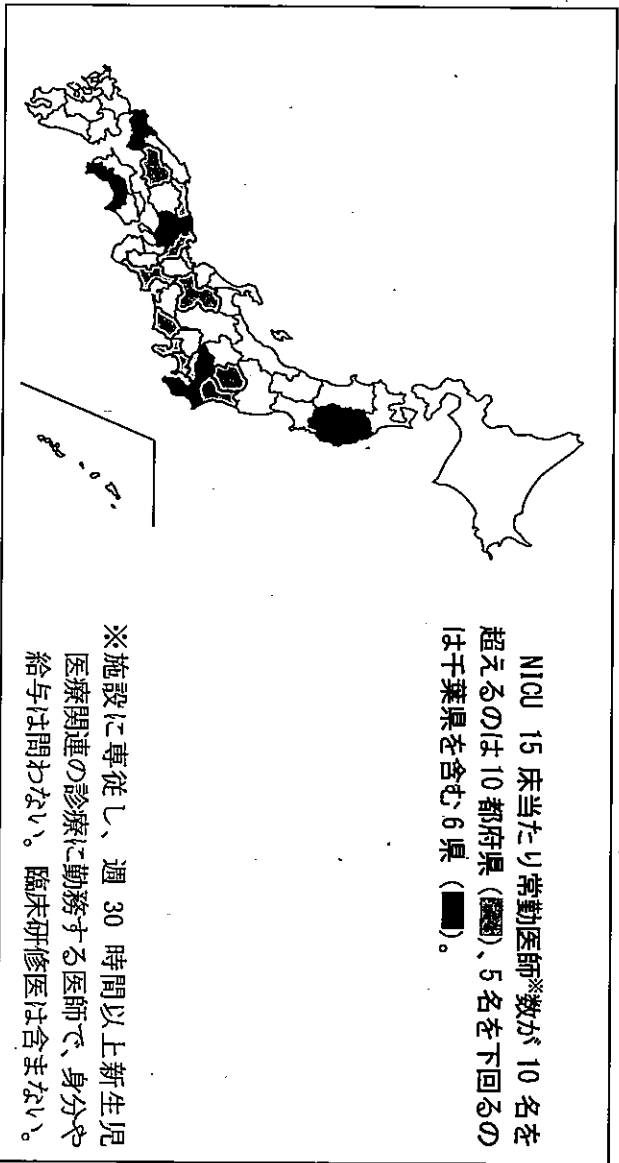 NICU 15 床当たり常勤医師※数が 10 名を
超えるのは 10 都府県 (▩)、5 名を下回るの
は千葉県を含む 6 県 (■)。
※施設に専従し、週 30 時間以上新生児
医療関連の診療に勤務する医師で、身分や
給与は問わない。臨床研修医は含まない。